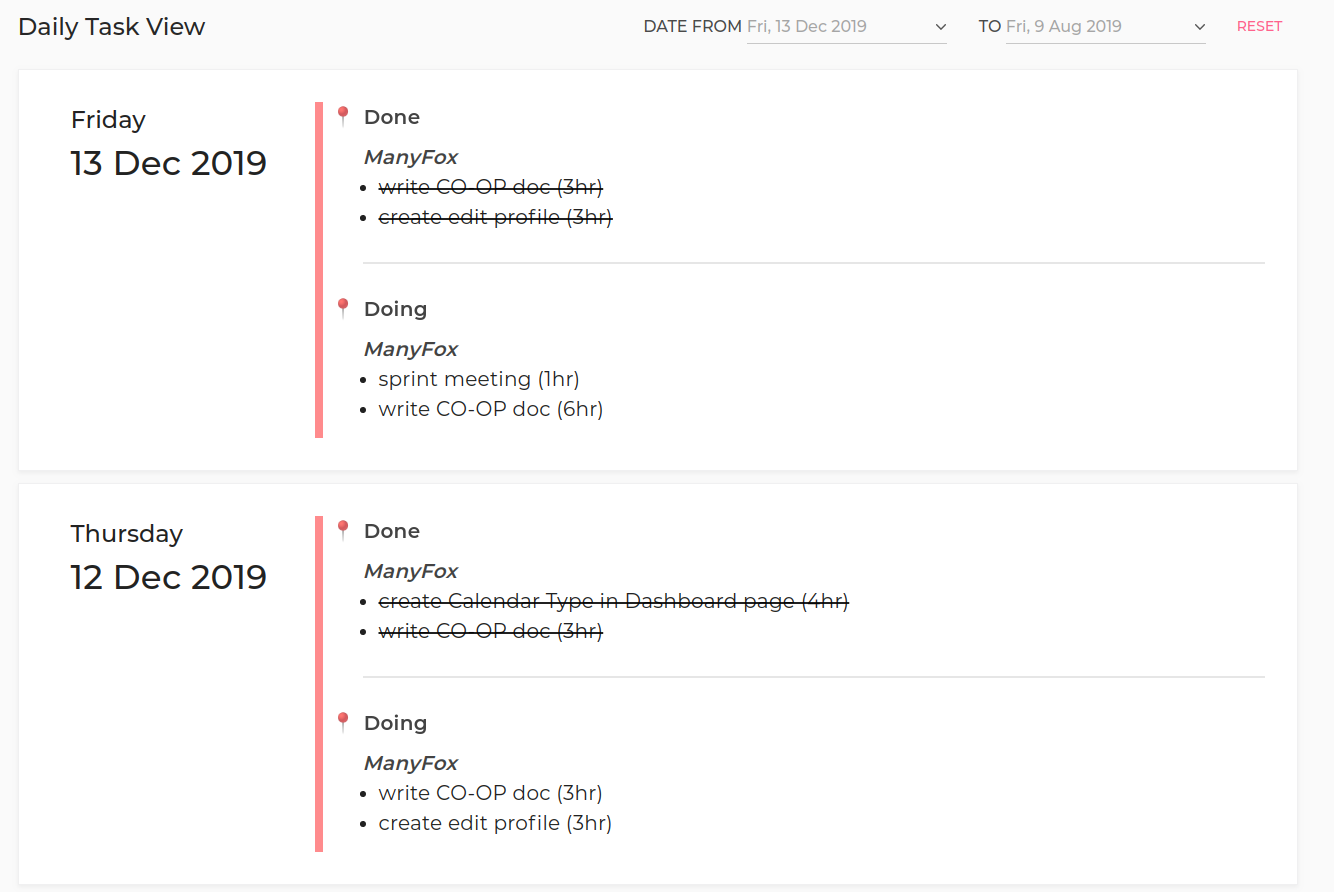 Daily Task View
DATE FROM Fri, 13 Dec 2019 TO Fri, 9 Aug 2019 RESET
Friday
13 Dec 2019
Done
ManyFox
write CO-OP doc (3hr)
create edit profile (3hr)
Doing
ManyFox
sprint meeting (1hr)
write CO-OP doc (6hr)
Thursday
12 Dec 2019
Done
ManyFox
create Calendar Type in Dashboard page (4hr)
write CO-OP doc (3hr)
Doing
ManyFox
write CO-OP doc (3hr)
create edit profile (3hr)